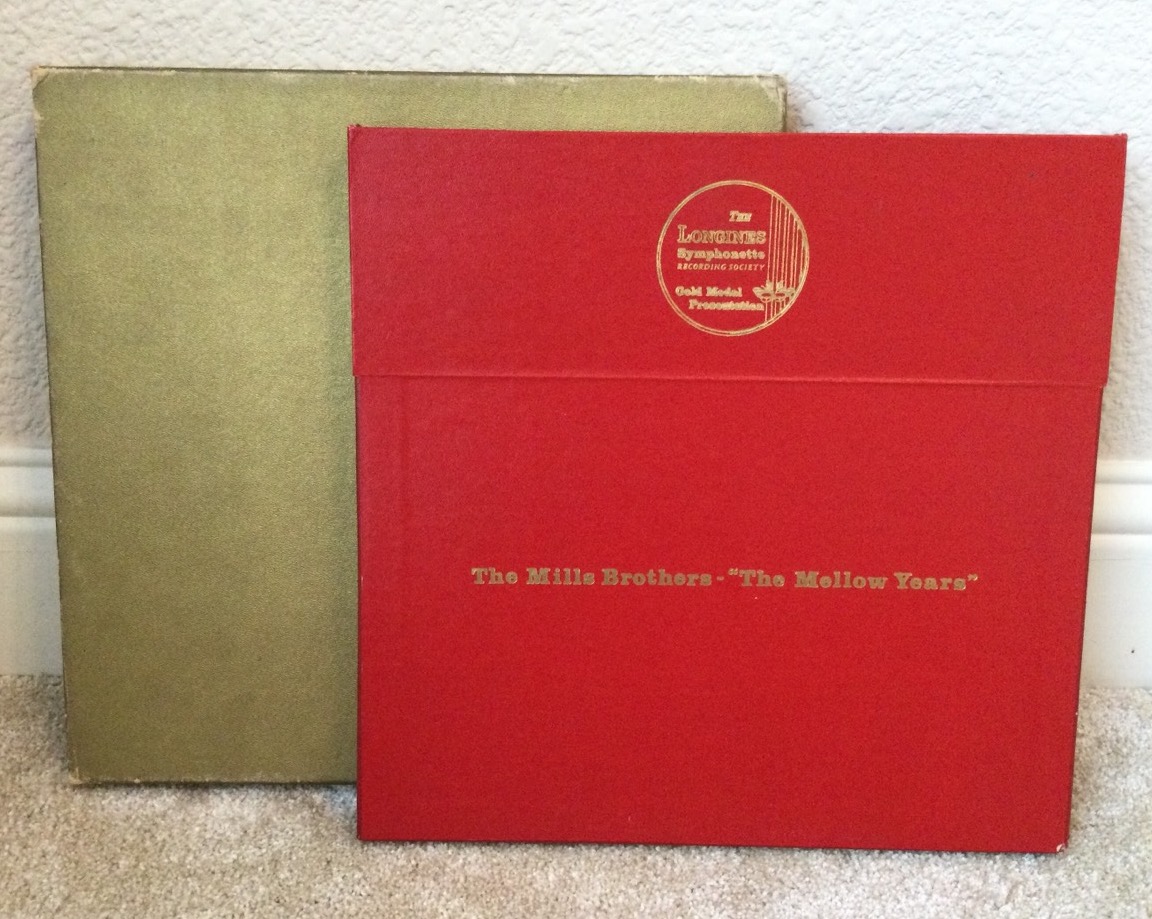 The
LONGINES
Symphonette
RECORDING SOCIETY
Gold Medal
Presentation
The Mills Brothers - "The Mellow Years"